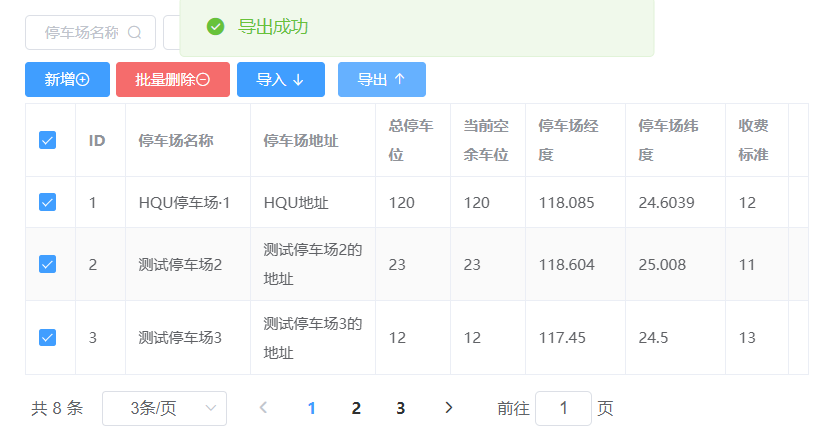 导出成功
停车场名称
新增
批量删除
导入
导出
ID 停车场名称 停车场地址 总停车位 当前空余车位 停车场经度 停车场纬度 收费标准
1 HQU停车场·1 HQU地址 120 120 118.085 24.6039 12
2 测试停车场2 测试停车场2的地址 23 23 118.604 25.008 11
3 测试停车场3 测试停车场3的地址 12 12 117.45 24.5 13
共 8 条 3条/页 1 2 3 前往 1 页